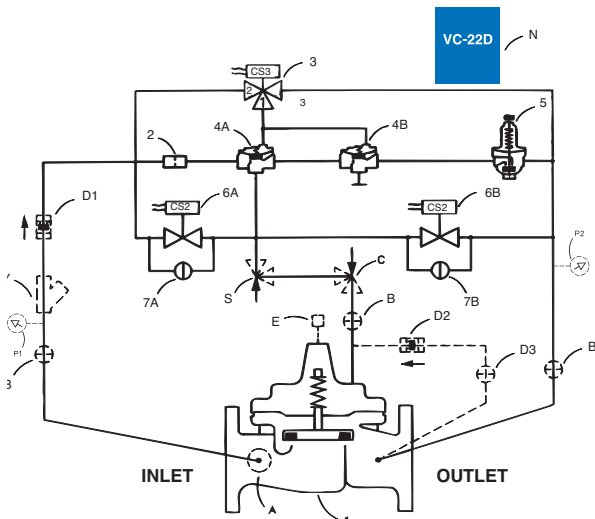 VC-22D
N
CS3
3
2
1
3
5
4A
4B
2
D1
6A
6B
CS2
CS2
P2
7A
7B
S
C
B
E
D2
D3
B
P1
INLET
OUTLET
A